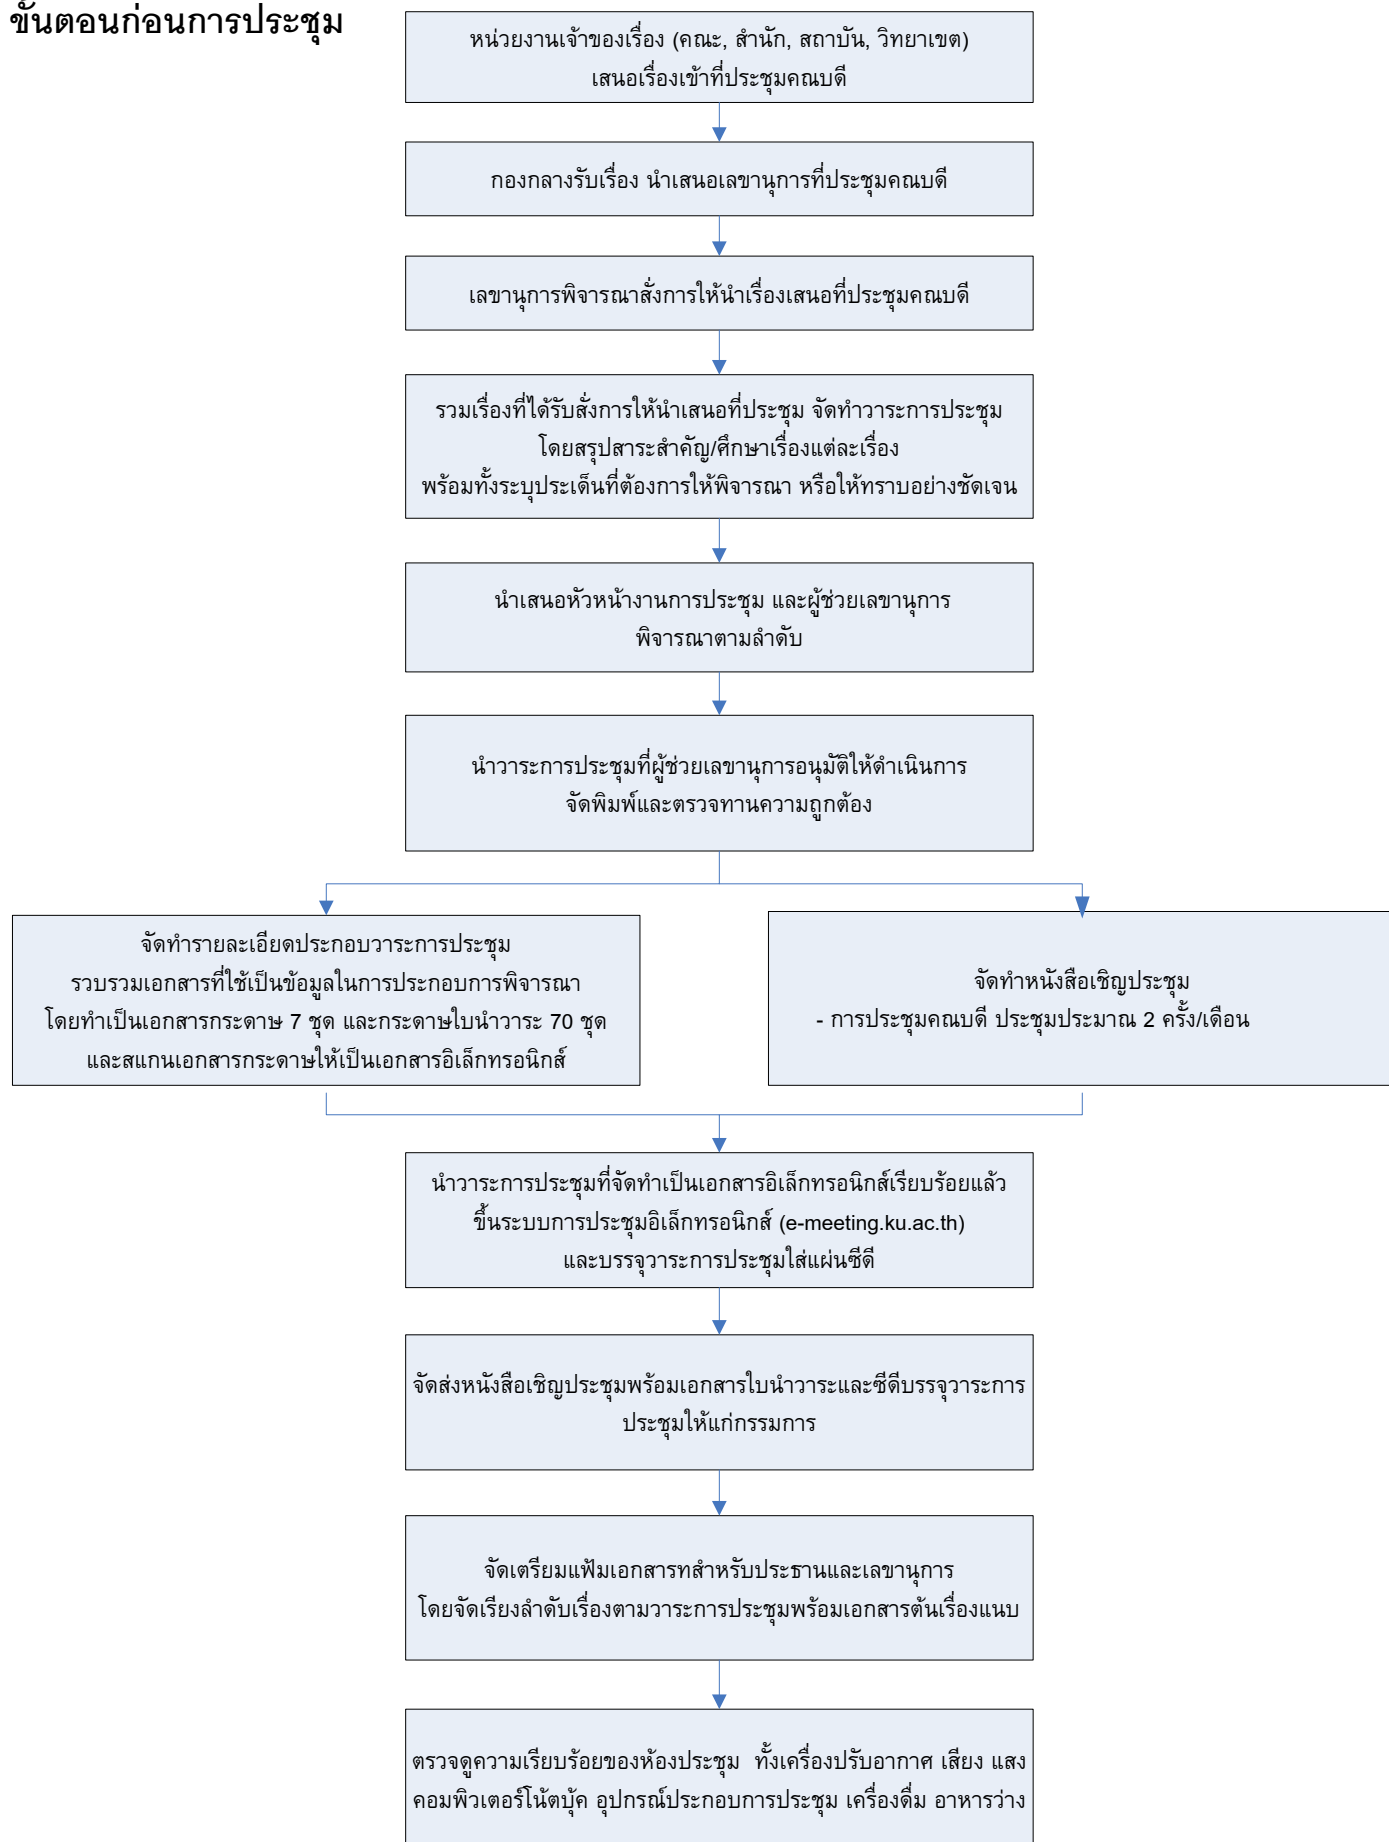 ขั้นตอนก่อนการประชุม
หน่วยงานเจ้าของเรื่อง (คณะ, สำนัก, สถาบัน, วิทยาเขต)
เสนอเรื่องเข้าที่ประชุมคณบดี
กองกลางรับเรื่อง นำเสนอเลขานุการที่ประชุมคณบดี
เลขานุการพิจารณาสั่งการให้นำเรื่องเสนอที่ประชุมคณบดี
รวมเรื่องที่ได้รับสั่งการให้นำเสนอที่ประชุม จัดทำวาระการประชุม
โดยสรุปสาระสำคัญ/ศึกษาเรื่องแต่ละเรื่อง
พร้อมทั้งระบุประเด็นที่ต้องการให้พิจารณา หรือให้ทราบอย่างชัดเจน
นำเสนอหัวหน้างานการประชุม และผู้ช่วยเลขานุการ
พิจารณาตามลำดับ
นำวาระการประชุมที่ผู้ช่วยเลขานุการอนุมัติให้ดำเนินการ
จัดพิมพ์และตรวจทานความถูกต้อง
จัดทำรายละเอียดประกอบวาระการประชุม
รวบรวมเอกสารที่ใช้เป็นข้อมูลในการประกอบการพิจารณา
โดยทำเป็นเอกสารกระดาษ 7 ชุด และกระดาษใบนำวาระ 70 ชุด
และสแกนเอกสารกระดาษให้เป็นเอกสารอิเล็กทรอนิกส์
จัดทำหนังสือเชิญประชุม
- การประชุมคณบดี ประชุมประมาณ 2 ครั้ง/เดือน
นำวาระการประชุมที่จัดทำเป็นเอกสารอิเล็กทรอนิกส์เรียบร้อยแล้ว
ขึ้นระบบการประชุมอิเล็กทรอนิกส์ (e-meeting.ku.ac.th)
และบรรจุวาระการประชุมใส่แผ่นซีดี
จัดส่งหนังสือเชิญประชุมพร้อมเอกสารใบนำวาระและซีดีบรรจุวาระการ
ประชุมให้แก่กรรมการ
จัดเตรียมแฟ้มเอกสารทสำหรับประธานและเลขานุการ
โดยจัดเรียงลำดับเรื่องตามวาระการประชุมพร้อมเอกสารต้นเรื่องแนบ
ตรวจดูความเรียบร้อยของห้องประชุม ทั้งเครื่องปรับอากาศ เสียง แสง
คอมพิวเตอร์โน้ตบุ้ค อุปกรณ์ประกอบการประชุม เครื่องดื่ม อาหารว่าง